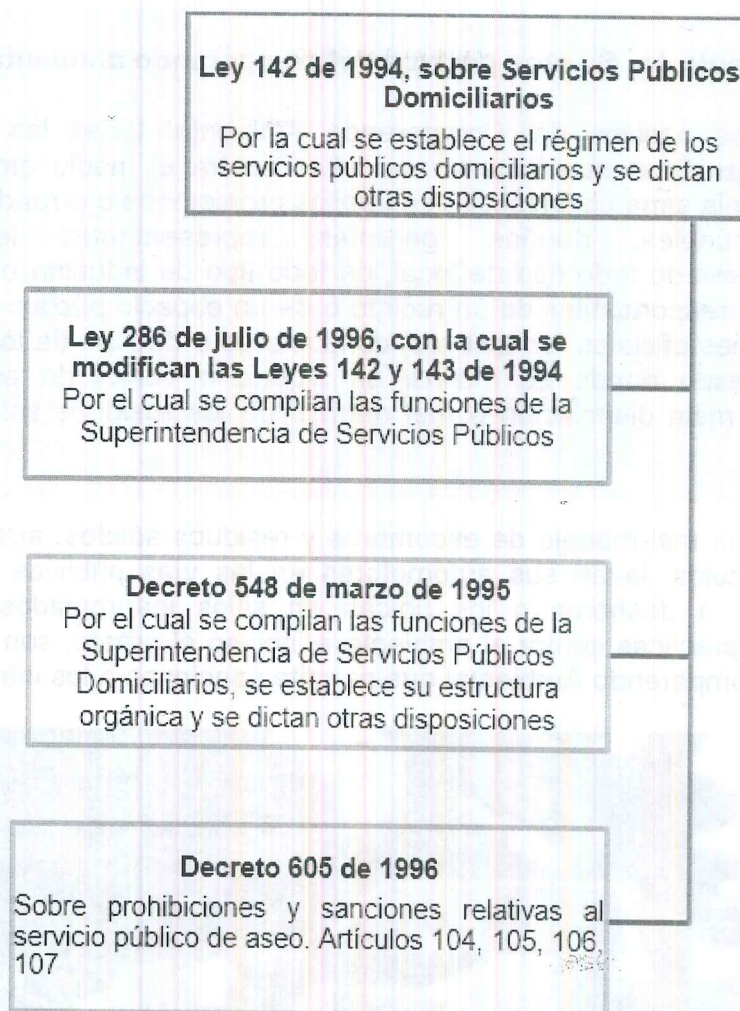 Ley 142 de 1994, sobre Servicios Públicos
Domiciliarios
Por la cual se establece el régimen de los
servicios públicos domiciliarios y se dictan
otras disposiciones
Ley 286 de julio de 1996, con la cual se
modifican las Leyes 142 y 143 de 1994
Por el cual se compilan las funciones de la
Superintendencia de Servicios Públicos
Decreto 548 de marzo de 1995
Por el cual se compilan las funciones de la
Superintendencia de Servicios Públicos
Domiciliarios, se establece su estructura
orgánica y se dictan otras disposiciones
Decreto 605 de 1996
Sobre prohibiciones y sanciones relativas al
servicio público de aseo. Artículos 104, 105, 106,
107